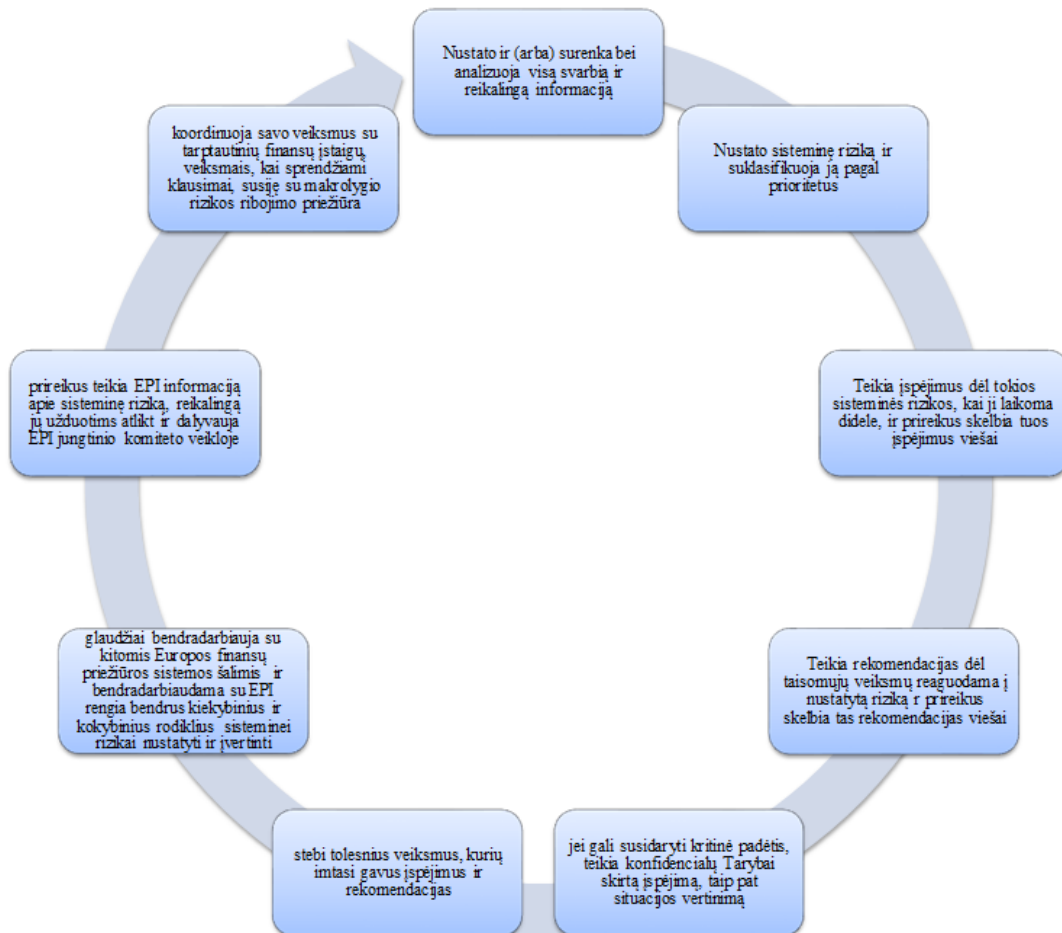 Nustato ir (arba) surenka bei
analizuoja visą svarbią ir
reikalingą informaciją
Nustato sisteminę riziką ir
suklasifikuoja ją pagal
prioritetus
Teikia įspėjimus dėl tokios
sisteminės rizikos, kai ji laikoma
didele, ir prireikus skelbia tuos
įspėjimus viešai
Teikia rekomendacijas dėl
taisomųjų veiksmų reaguodama į
nustatytą riziką r prireikus
skelbia tas rekomendacijas viešai
jei gali susidaryti kritinė padėtis,
teikia konfidencialų Tarybai
skirtą įspėjimą, taip pat
situacijos vertinimą
stebi tolesnius veiksmus, kurių
imtasi gavus įspėjimus ir
rekomendacijas
glaudžiai bendradarbiauja su
kitomis Europos finansų
priežiūros sistemos šalimis ir
bendradarbiaudama su EPI
rengia bendrus kiekybinius ir
kokybinius rodiklius sisteminei
rizikai nustatyti ir įvertinti
prireikus teikia EPI informaciją
apie sisteminę riziką, reikalingą
jų užduotims atlikt ir dalyvauja
EPI jungtinio komiteto veikloje
koordinuoja savo veiksmus su
tarptautinių finansų įstaigų
veiksmais, kai sprendžiami
klausimai, susiję su makrolygio
rizikos ribojimo priežiūra